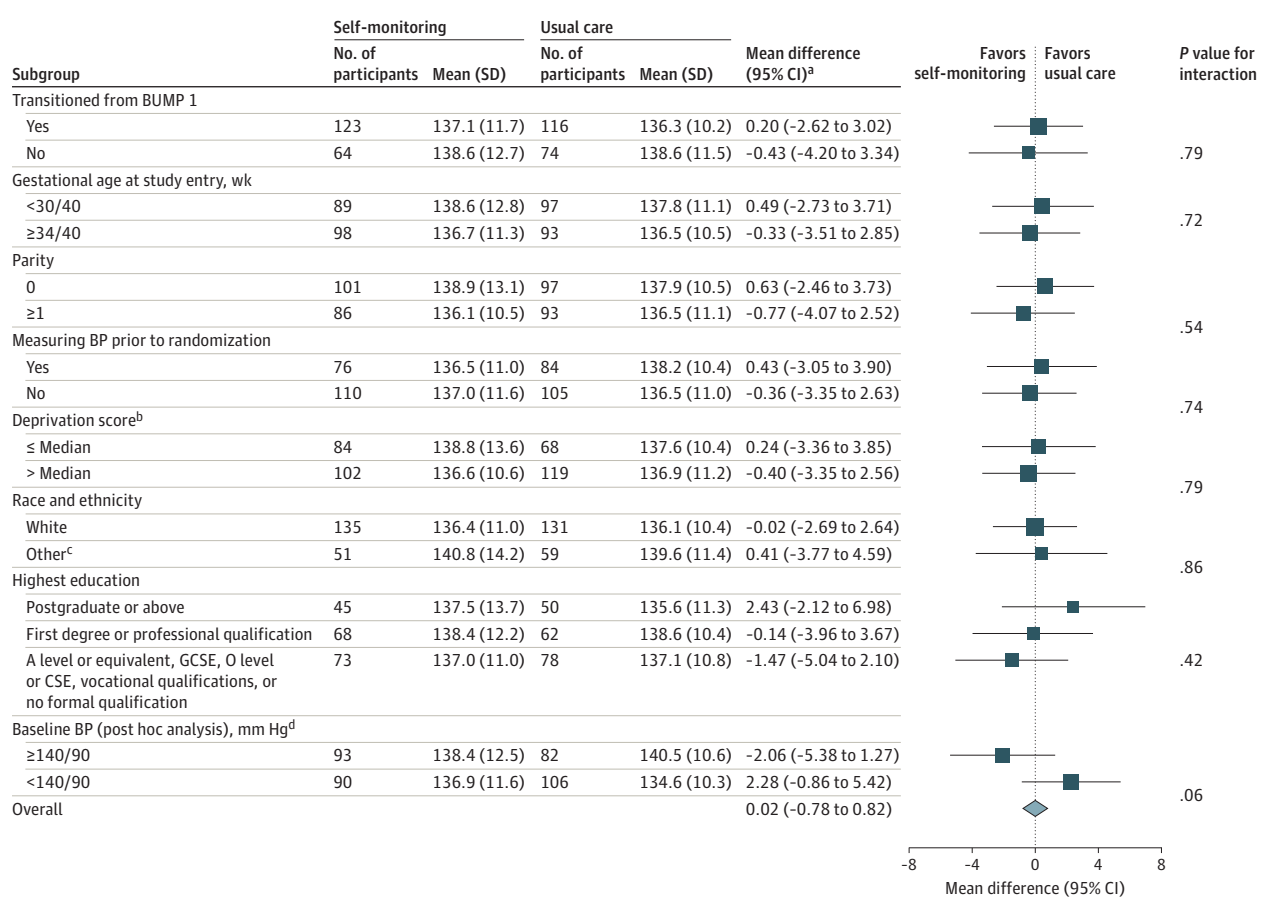 Self-monitoring Usual care
No. of No. of Mean difference Favors Favors P value for
Subgroup participants Mean (SD) participants Mean (SD) (95% CI)a self-monitoring usual care interaction
Transitioned from BUMP 1
Yes 123 137.1 (11.7) 116 136.3 (10.2) 0.20 (-2.62 to 3.02)
No 64 138.6 (12.7) 74 138.6 (11.5) -0.43 (-4.20 to 3.34) .79
Gestational age at study entry, wk
<30/40 89 138.6 (12.8) 97 137.8 (11.1) 0.49 (-2.73 to 3.71)
.72
≥34/40 98 136.7 (11.3) 93 136.5 (10.5) -0.33 (-3.51 to 2.85)
Parity
0 101 138.9 (13.1) 97 137.9 (10.5) 0.63 (-2.46 to 3.73)
≥1 86 136.1 (10.5) 93 136.5 (11.1) -0.77 (-4.07 to 2.52)
.54
Measuring BP prior to randomization
Yes 76 136.5 (11.0) 84 138.2 (10.4) 0.43 (-3.05 to 3.90)
No 110 137.0 (11.6) 105 136.5 (11.0) -0.36 (-3.35 to 2.63)
.74
Deprivation scoreb
≤ Median 84 138.8 (13.6) 68 137.6 (10.4) 0.24 (-3.36 to 3.85)
> Median 102 136.6 (10.6) 119 136.9 (11.2) -0.40 (-3.35 to 2.56)
.79
Race and ethnicity
White 135 136.4 (11.0) 131 136.1 (10.4) -0.02 (-2.69 to 2.64)
Otherc 51 140.8 (14.2) 59 139.6 (11.4) 0.41 (-3.77 to 4.59)
.86
Highest education
Postgraduate or above 45 137.5 (13.7) 50 135.6 (11.3) 2.43 (-2.12 to 6.98)
First degree or professional qualification 68 138.4 (12.2) 62 138.6 (10.4) -0.14 (-3.96 to 3.67)
A level or equivalent, GCSE, O level 73 137.0 (11.0) 78 137.1 (10.8) -1.47 (-5.04 to 2.10) .42
or CSE, vocational qualifications, or
no formal qualification
Baseline BP (post hoc analysis), mm Hgd
≥140/90 93 138.4 (12.5) 82 140.5 (10.6) -2.06 (-5.38 to 1.27)
<140/90 90 136.9 (11.6) 106 134.6 (10.3) 2.28 (-0.86 to 5.42)
.06
Overall 0.02 (-0.78 to 0.82)
-8 -4 0 4 8
Mean difference (95% CI)